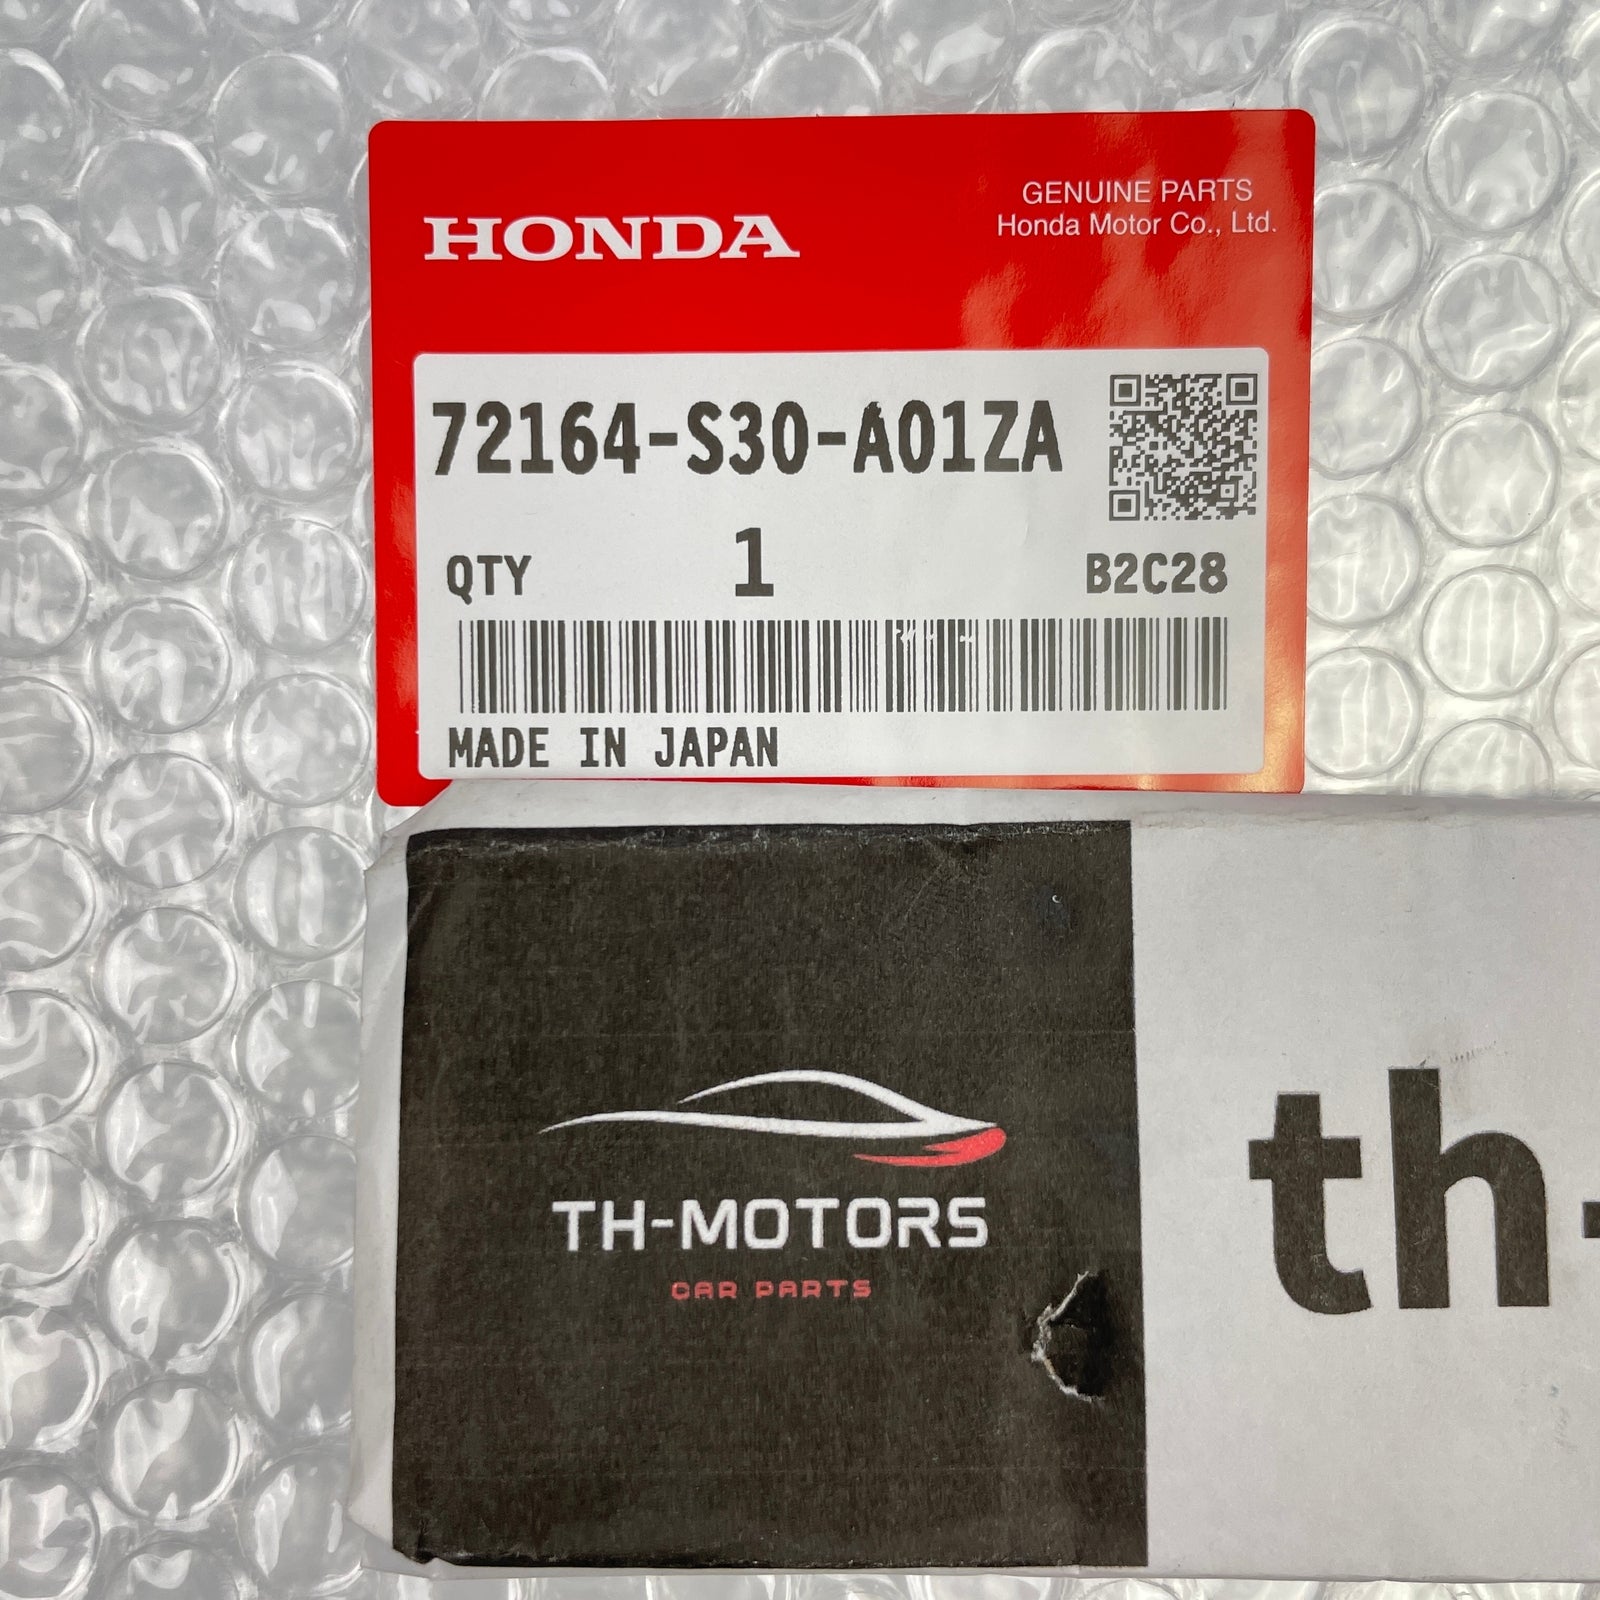 HONDA
GENUINE PARTS
Honda Motor Co., Ltd.
72164-S30-A01ZA
QTY 1 B2C28
MADE IN JAPAN
TH-MOTORS
CAR PARTS
th-